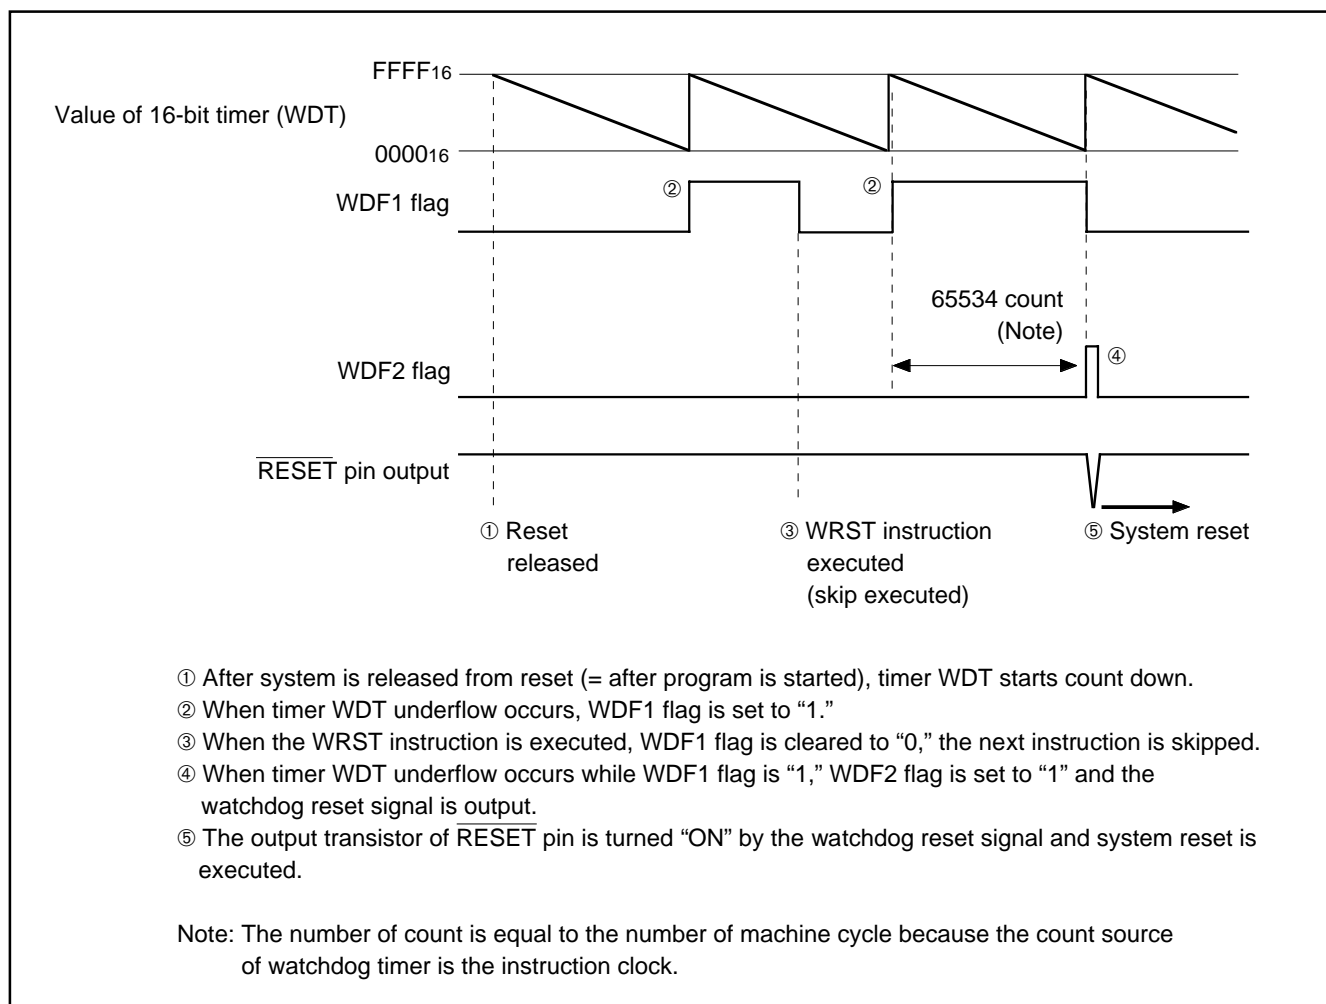 FFFF16
Value of 16-bit timer (WDT)
000016
②
②
WDF1 flag
65534 count
(Note)
④
WDF2 flag
RESET pin output
① Reset
released
③ WRST instruction
executed
(skip executed)
⑤ System reset
① After system is released from reset (= after program is started), timer WDT starts count down.
② When timer WDT underflow occurs, WDF1 flag is set to “1.”
③ When the WRST instruction is executed, WDF1 flag is cleared to “0,” the next instruction is skipped.
④ When timer WDT underflow occurs while WDF1 flag is “1,” WDF2 flag is set to “1” and the
watchdog reset signal is output.
⑤ The output transistor of RESET pin is turned “ON” by the watchdog reset signal and system reset is
executed.
Note: The number of count is equal to the number of machine cycle because the count source
of watchdog timer is the instruction clock.